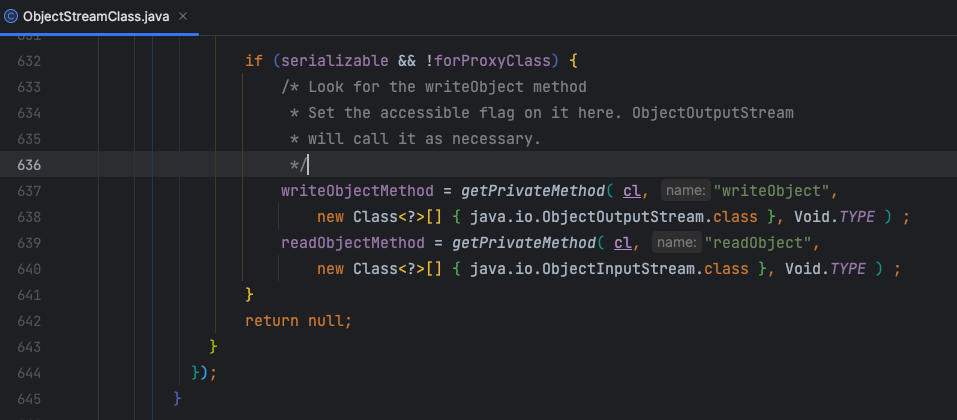 ObjectStreamClass.java
631
632 if (serializable && !forProxyClass) {
633 /* Look for the writeObject method
634 * Set the accessible flag on it here. ObjectOutputStream
635 * will call it as necessary.
636 */
637 writeObjectMethod = getPrivateMethod( cl, name: "writeObject",
638 new Class<?>[] { java.io.ObjectOutputStream.class }, Void.TYPE ) ;
639 readObjectMethod = getPrivateMethod( cl, name: "readObject",
640 new Class<?>[] { java.io.ObjectInputStream.class }, Void.TYPE ) ;
641 }
642 return null;
643 }
644 });
645 }